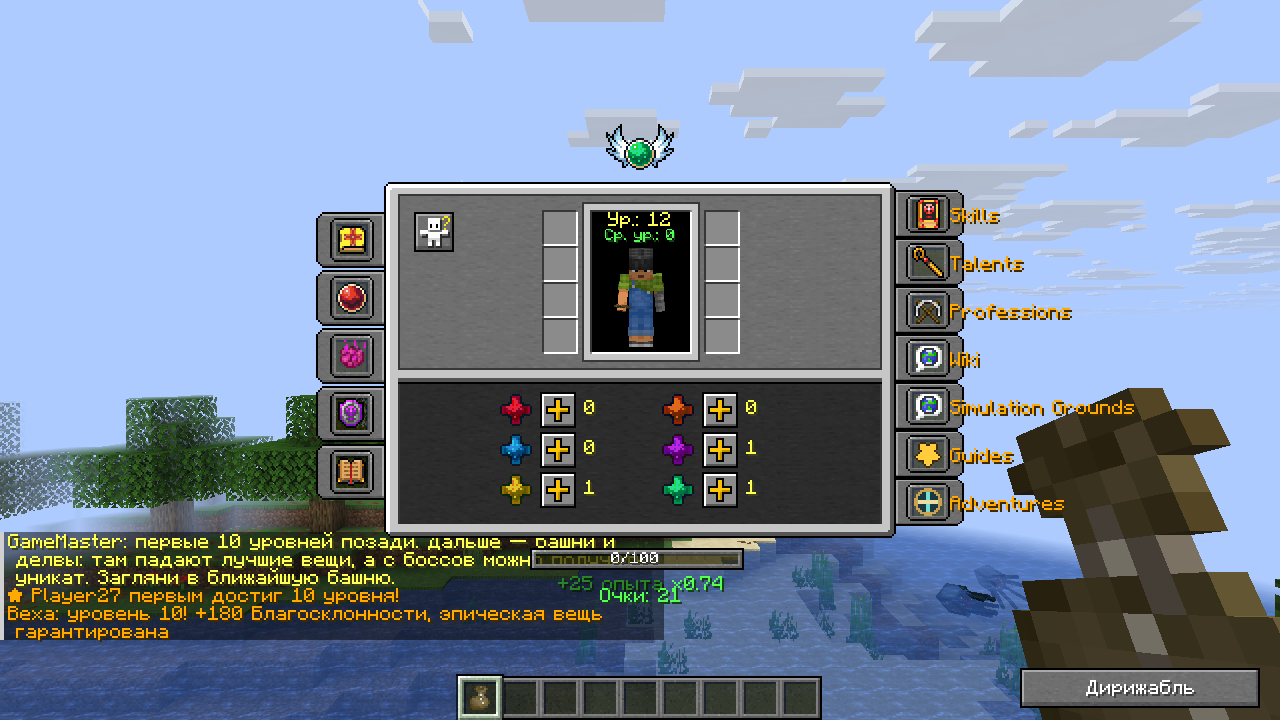 Ур.: 12
Ср. ур.: 0
Skills
Talents
Professions
Wiki
Simulation Grounds
Guides
Adventures
0
0
0
1
1
1
GameMaster: первые 10 уровней позади. дальше — башни и
делвы: там падают лучшие вещи, а с боссов можн
уникат. Загляни в ближайшую башню.
Player27 первым достиг 10 уровня!
Веха: уровень 10! +180 Благосклонности, эпическая вещь
гарантирована
0/100
+25 опыта x0.74
Очки: 21
Дирижабль